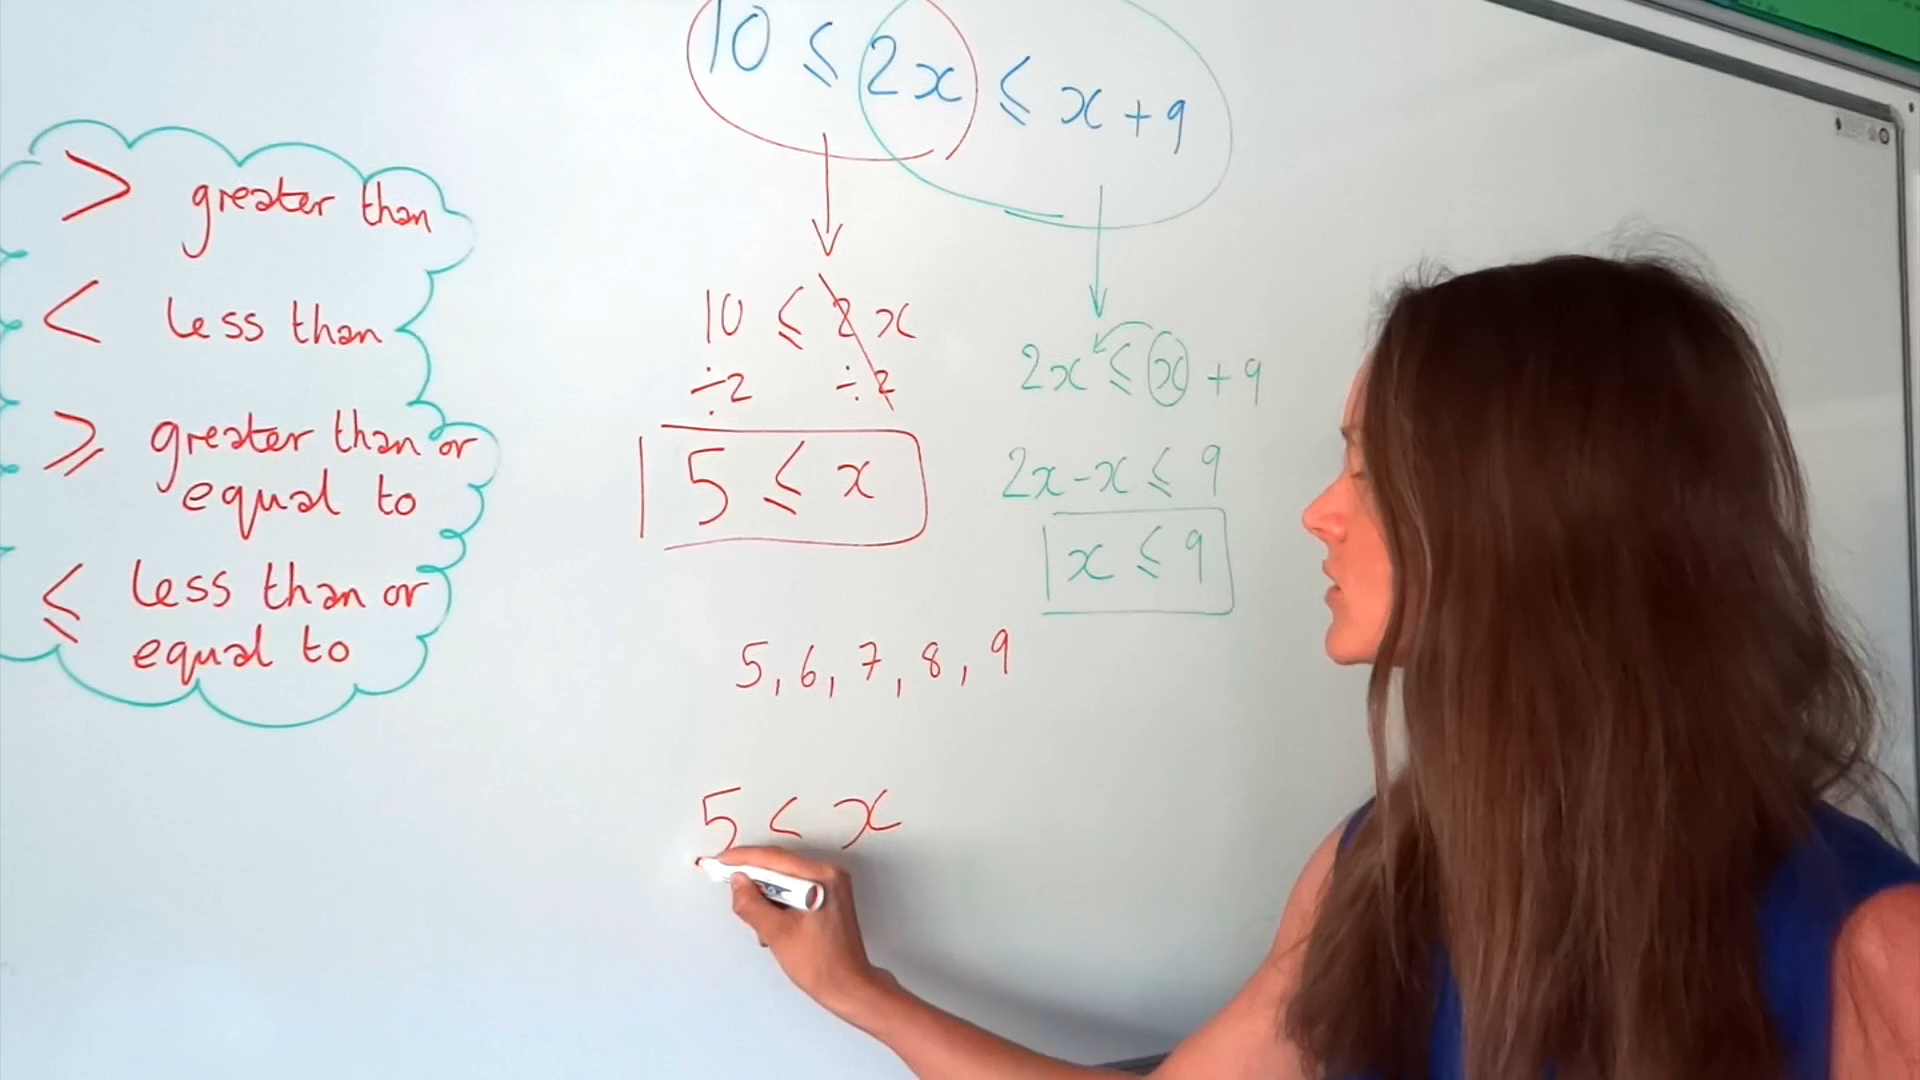 10 ≤ 2x ≤ x + 9
> greater than
< less than
≥ greater than or
equal to
≤ less than or
equal to
10 ≤ 2x
÷2 ÷2
5 ≤ x
2x ≤ x + 9
2x - x ≤ 9
x ≤ 9
5, 6, 7, 8, 9
5 < x